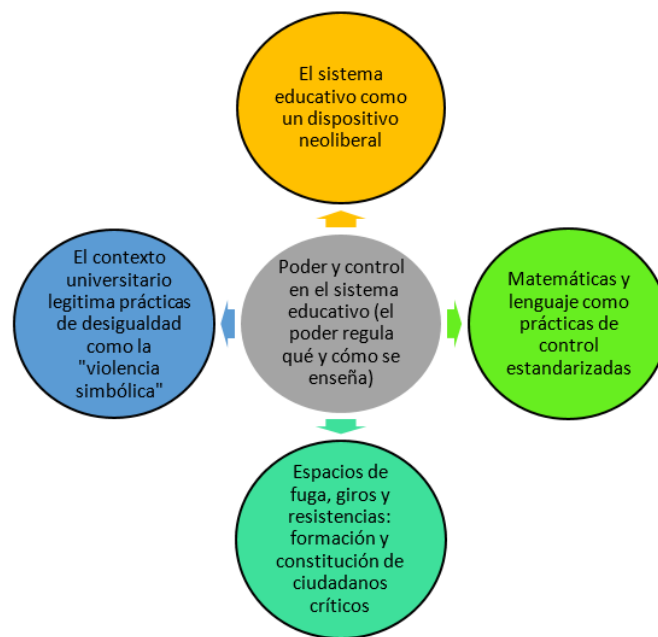 El sistema
educativo como
un dispositivo
neoliberal
El contexto
universitario
legitima prácticas
de desigualdad
como la
"violencia
simbólica"
Poder y control
en el sistema
educativo (el
poder regula
qué y cómo se
enseña)
Matemáticas y
lenguaje como
prácticas de
control
estandarizadas
Espacios de
fuga, giros y
resistencias:
formación y
constitución de
ciudadanos
críticos